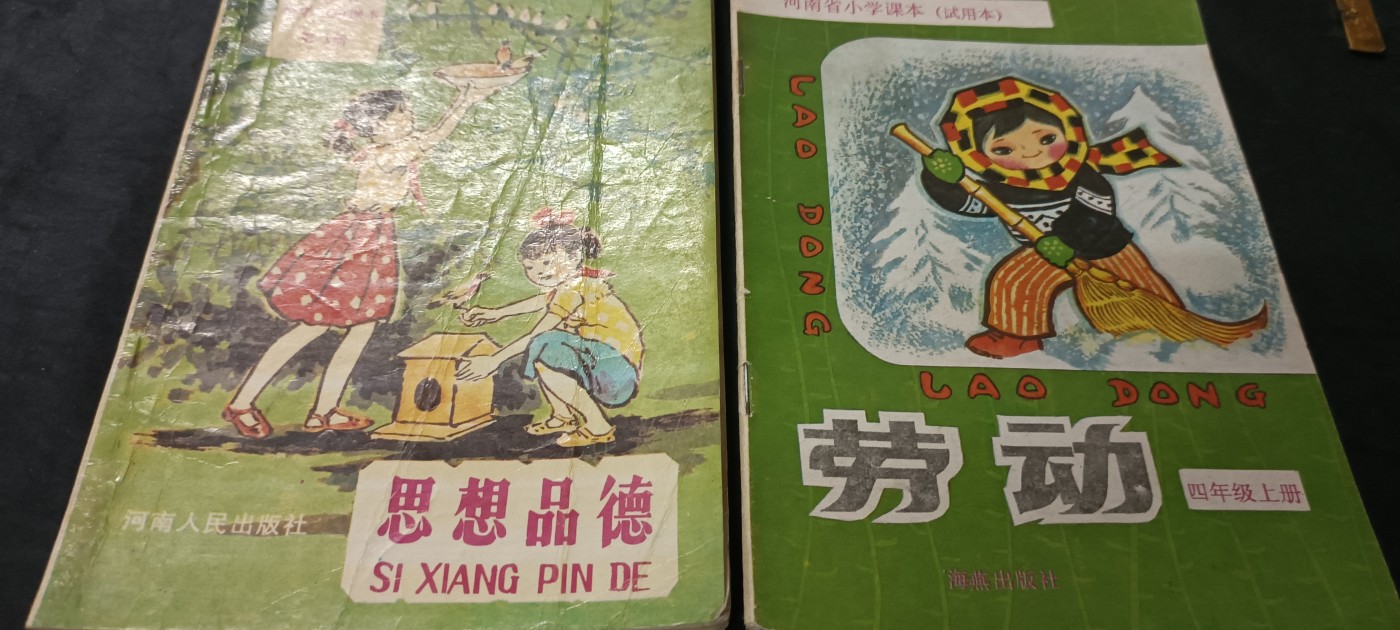 河南人民出版社
思想品德
SI XIANG PIN DE
河南省小学课本（试用本）
LAO DONG
LAO DONG
劳动
四年级上册
海燕出版社